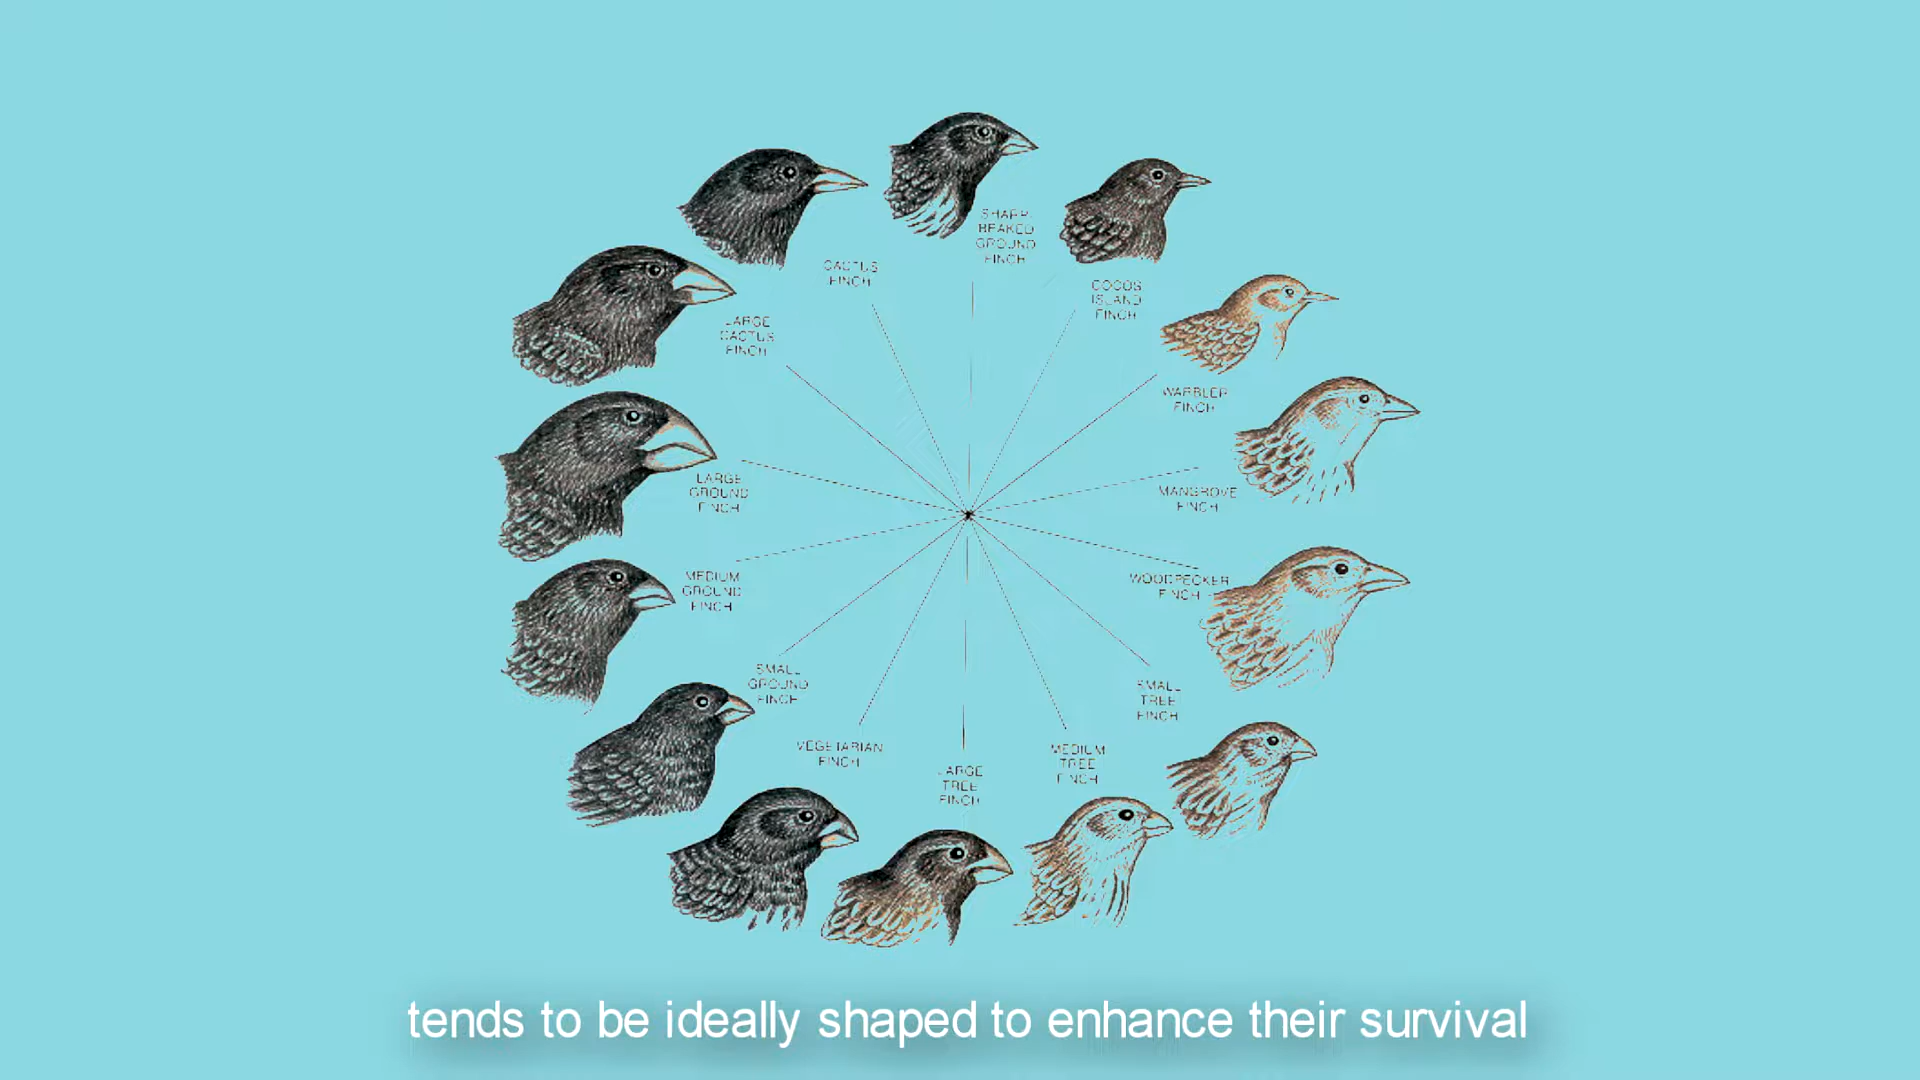 SHARP-
BEAKED
GROUND
FINCH
CACTUS
FINCH
COCOS
ISLAND
FINCH
LARGE
CACTUS
FINCH
WARBLER
FINCH
LARGE
GROUND
FINCH
MANGROVE
FINCH
MEDIUM
GROUND
FINCH
WOODPECKER
FINCH
SMALL
GROUND
FINCH
SMALL
TREE
FINCH
VEGETARIAN
FINCH
LARGE
TREE
FINCH
MEDIUM
TREE
FINCH
tends to be ideally shaped to enhance their survival